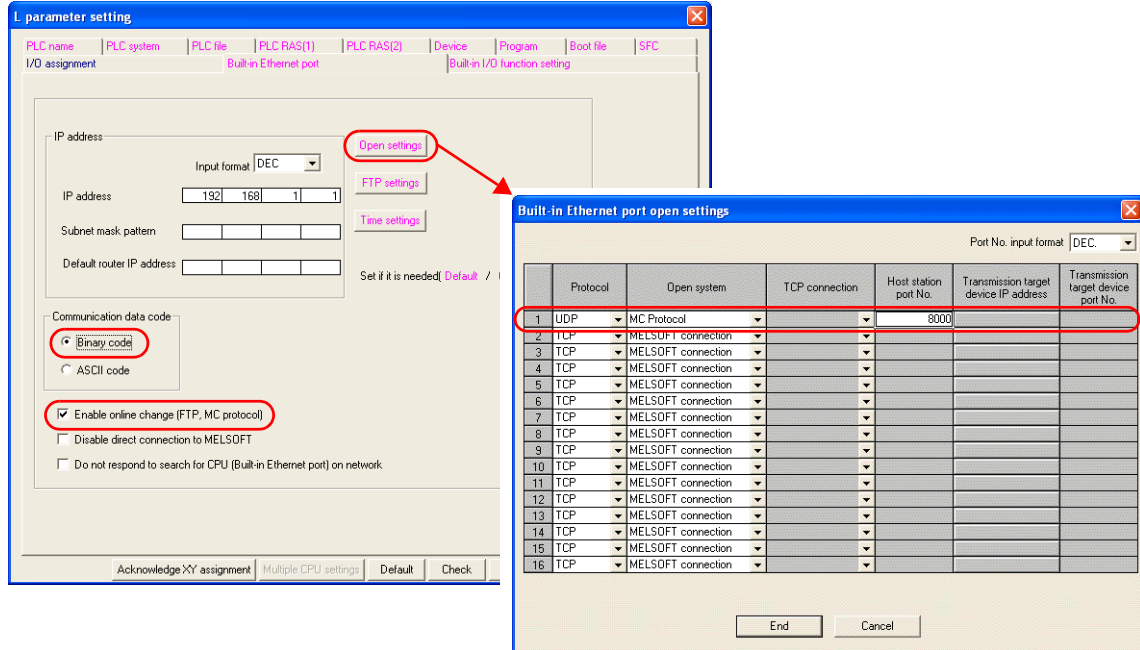 L parameter setting
PLC name PLC system PLC file PLC RAS(1) PLC RAS(2) Device Program Boot file SFC
I/O assignment Built-in Ethernet port Built-in I/O function setting
IP address
Input format DEC
IP address 192 168 1 1
Subnet mask pattern
Default router IP address
Open settings
FTP settings
Time settings
Set if it is needed( Default /
Communication data code
Binary code
ASCII code
Enable online change (FTP, MC protocol)
Disable direct connection to MELSOFT
Do not respond to search for CPU (Built-in Ethernet port) on network
Acknowledge XY assignment Multiple CPU settings Default Check
Built-in Ethernet port open settings
Port No. input format DEC.
Protocol Open system TCP connection Host station port No. Transmission target device IP address Transmission target device port No.
1 UDP MC Protocol 8000
2 TCP MELSOFT connection
3 TCP MELSOFT connection
4 TCP MELSOFT connection
5 TCP MELSOFT connection
6 TCP MELSOFT connection
7 TCP MELSOFT connection
8 TCP MELSOFT connection
9 TCP MELSOFT connection
10 TCP MELSOFT connection
11 TCP MELSOFT connection
12 TCP MELSOFT connection
13 TCP MELSOFT connection
14 TCP MELSOFT connection
15 TCP MELSOFT connection
16 TCP MELSOFT connection
End Cancel